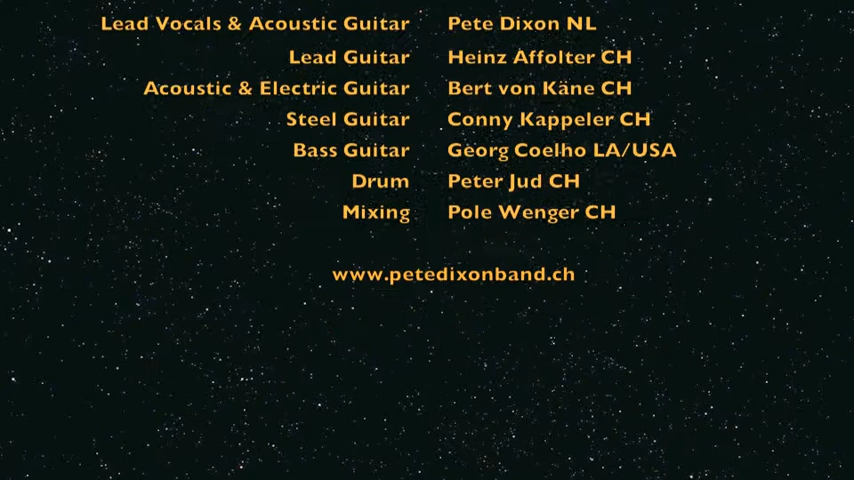 Lead Vocals & Acoustic Guitar Pete Dixon NL
Lead Guitar Heinz Affolter CH
Acoustic & Electric Guitar Bert von Käne CH
Steel Guitar Conny Kappeler CH
Bass Guitar Georg Coelho LA/USA
Drum Peter Jud CH
Mixing Pole Wenger CH
www.petedixonband.ch